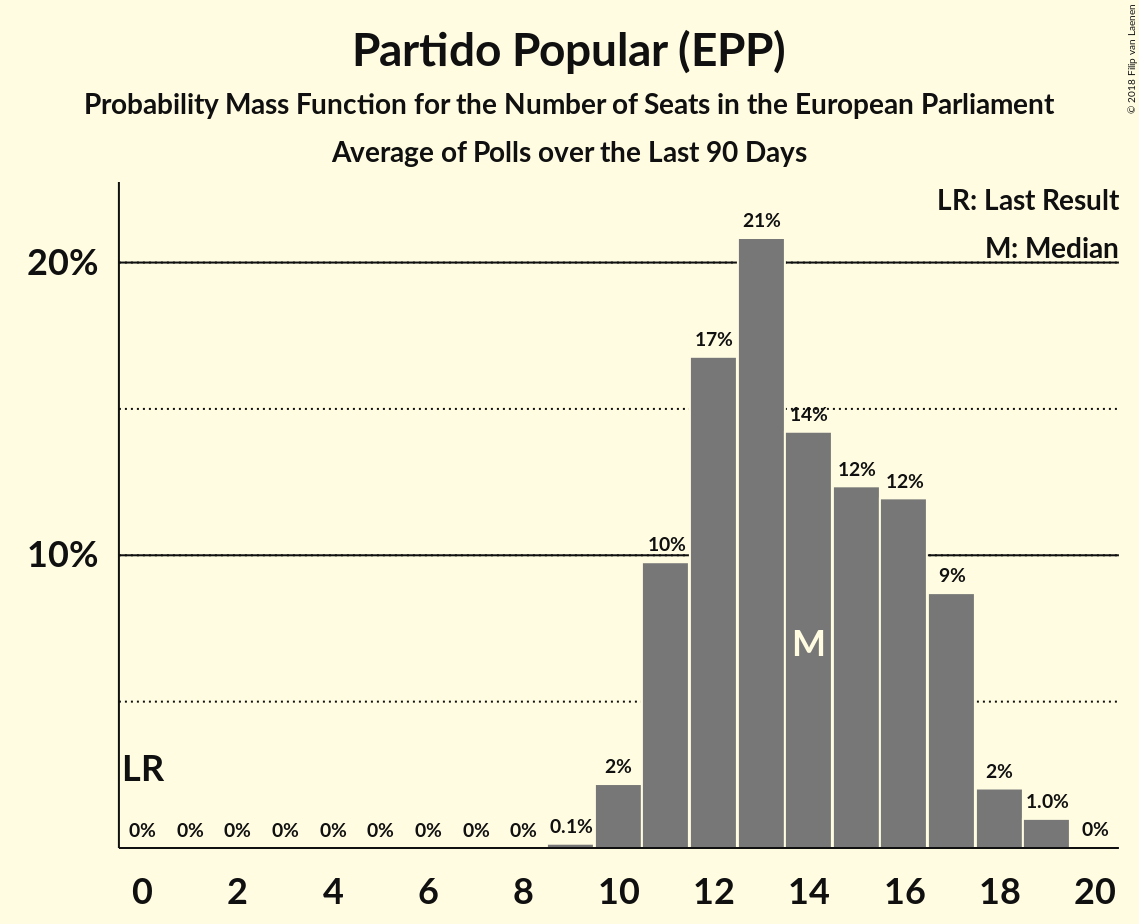 Partido Popular (EPP)
Probability Mass Function for the Number of Seats in the European Parliament
Average of Polls over the Last 90 Days
© 2018 Filip van Laenen
LR: Last Result
M: Median
20%
10%
21%
17%
14%
12%
12%
10%
9%
M
LR
0% 0% 0% 0% 0% 0% 0% 0% 0% 0.1% 2% 2% 1.0% 0%
0 2 4 6 8 10 12 14 16 18 20